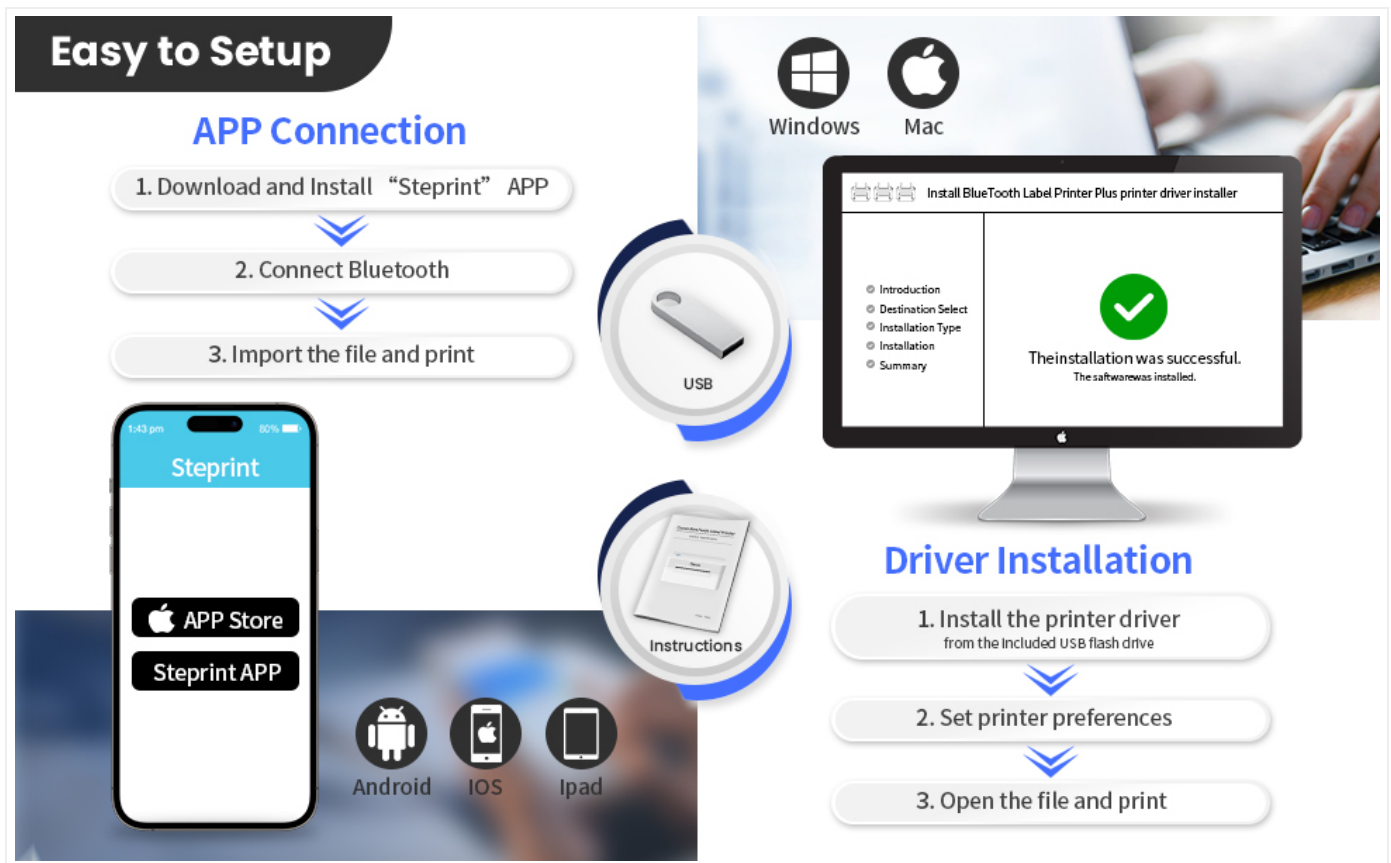 Easy to Setup
APP Connection
1. Download and Install “Steprint” APP
2. Connect Bluetooth
3. Import the file and print
1:43 pm 80%
Steprint
APP Store
Steprint APP
Android IOS Ipad
USB
Instructions
Windows Mac
Install BlueTooth Label Printer Plus printer driver installer
Introduction
Destination Select
Installation Type
Installation
Summary
Theinstallation was successful.
The saftwarewas installed.
Driver Installation
1. Install the printer driver
from the included USB flash drive
2. Set printer preferences
3. Open the file and print